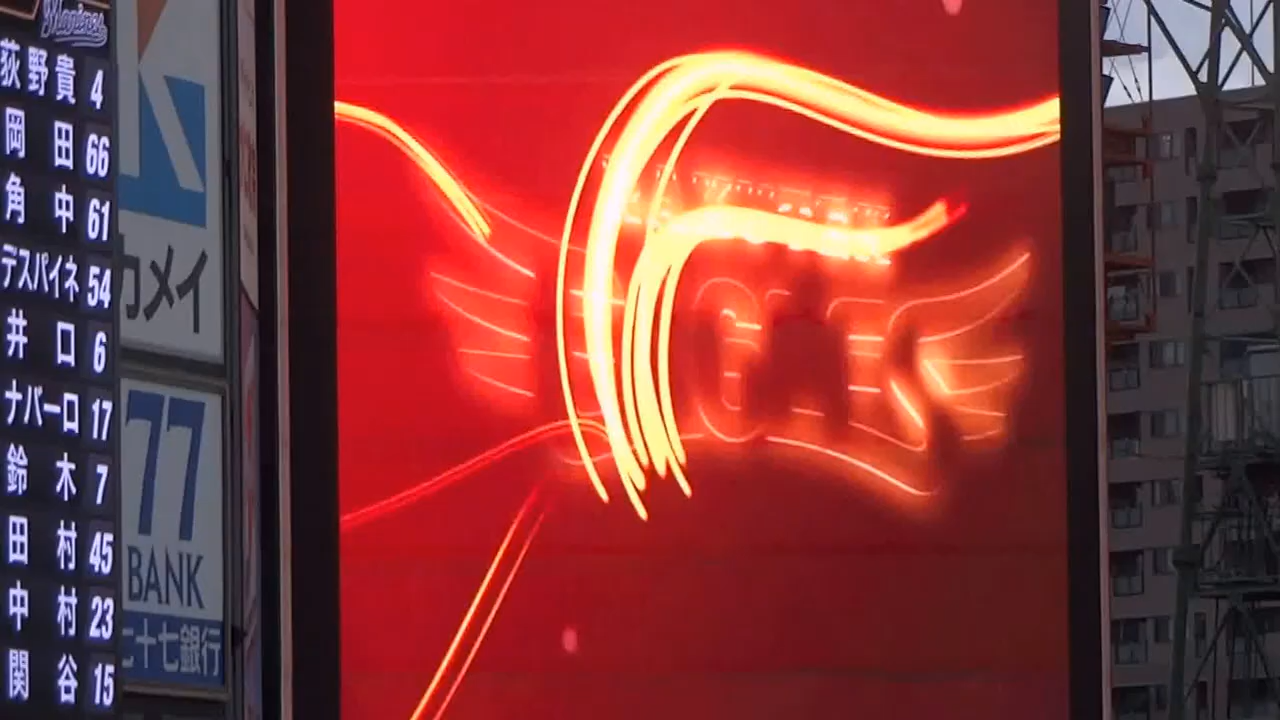 Marines
荻野貴 4
岡田 66
角中 61
デスパイネ 54
井口 6
ナバーロ 17
鈴木 7
田村 45
中村 23
関谷 15
K
カメイ
77
BANK
七十七銀行